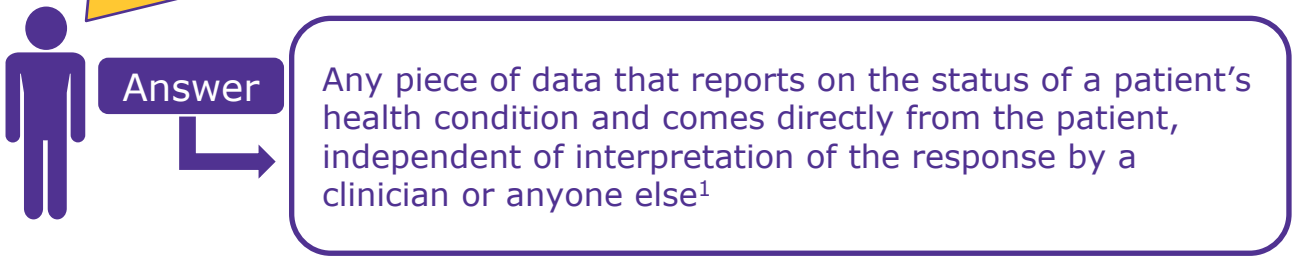 Answer
Any piece of data that reports on the status of a patient’s
health condition and comes directly from the patient,
independent of interpretation of the response by a
clinician or anyone else1